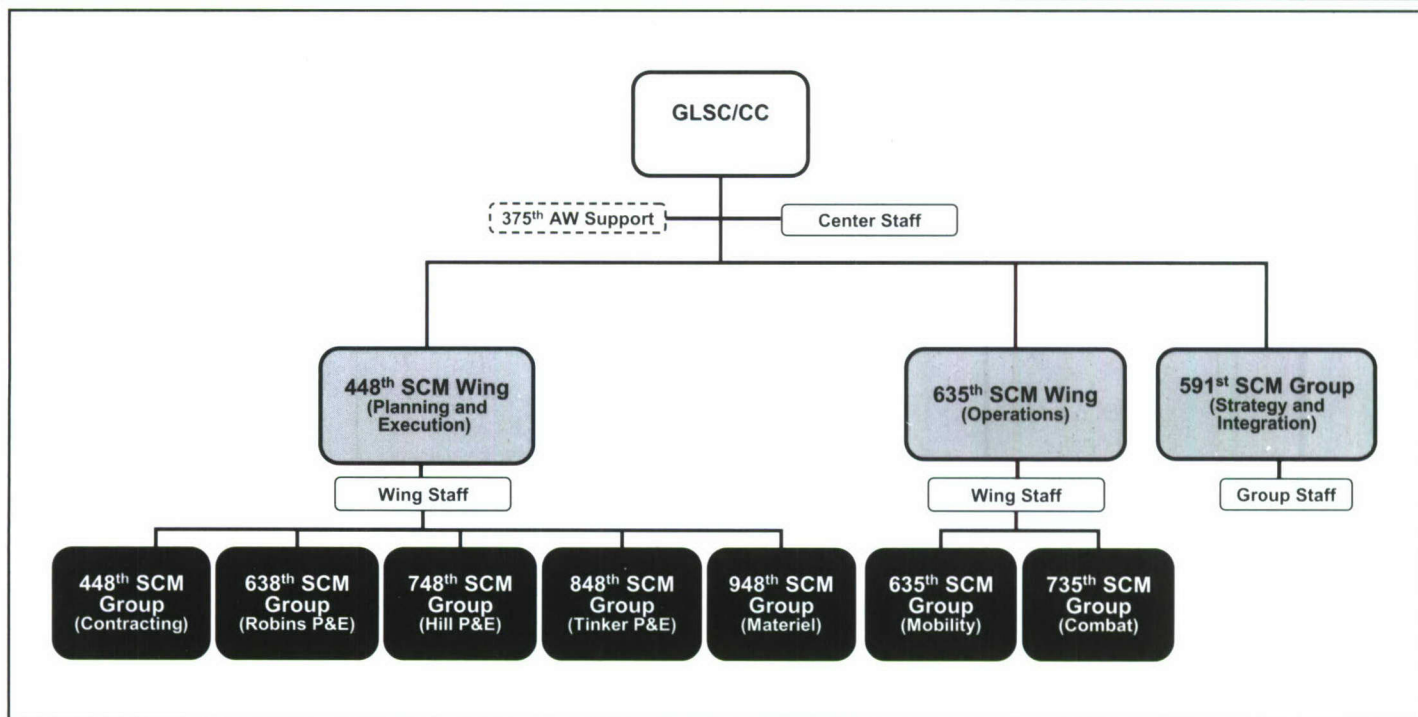 GLSC/CC
375th AW Support
Center Staff
448th SCM Wing
(Planning and
Execution)
635th SCM Wing
(Operations)
591st SCM Group
(Strategy and
Integration)
Wing Staff
Wing Staff
Group Staff
448th SCM
Group
(Contracting)
638th SCM
Group
(Robins P&E)
748th SCM
Group
(Hill P&E)
848th SCM
Group
(Tinker P&E)
948th SCM
Group
(Materiel)
635th SCM
Group
(Mobility)
735th SCM
Group
(Combat)